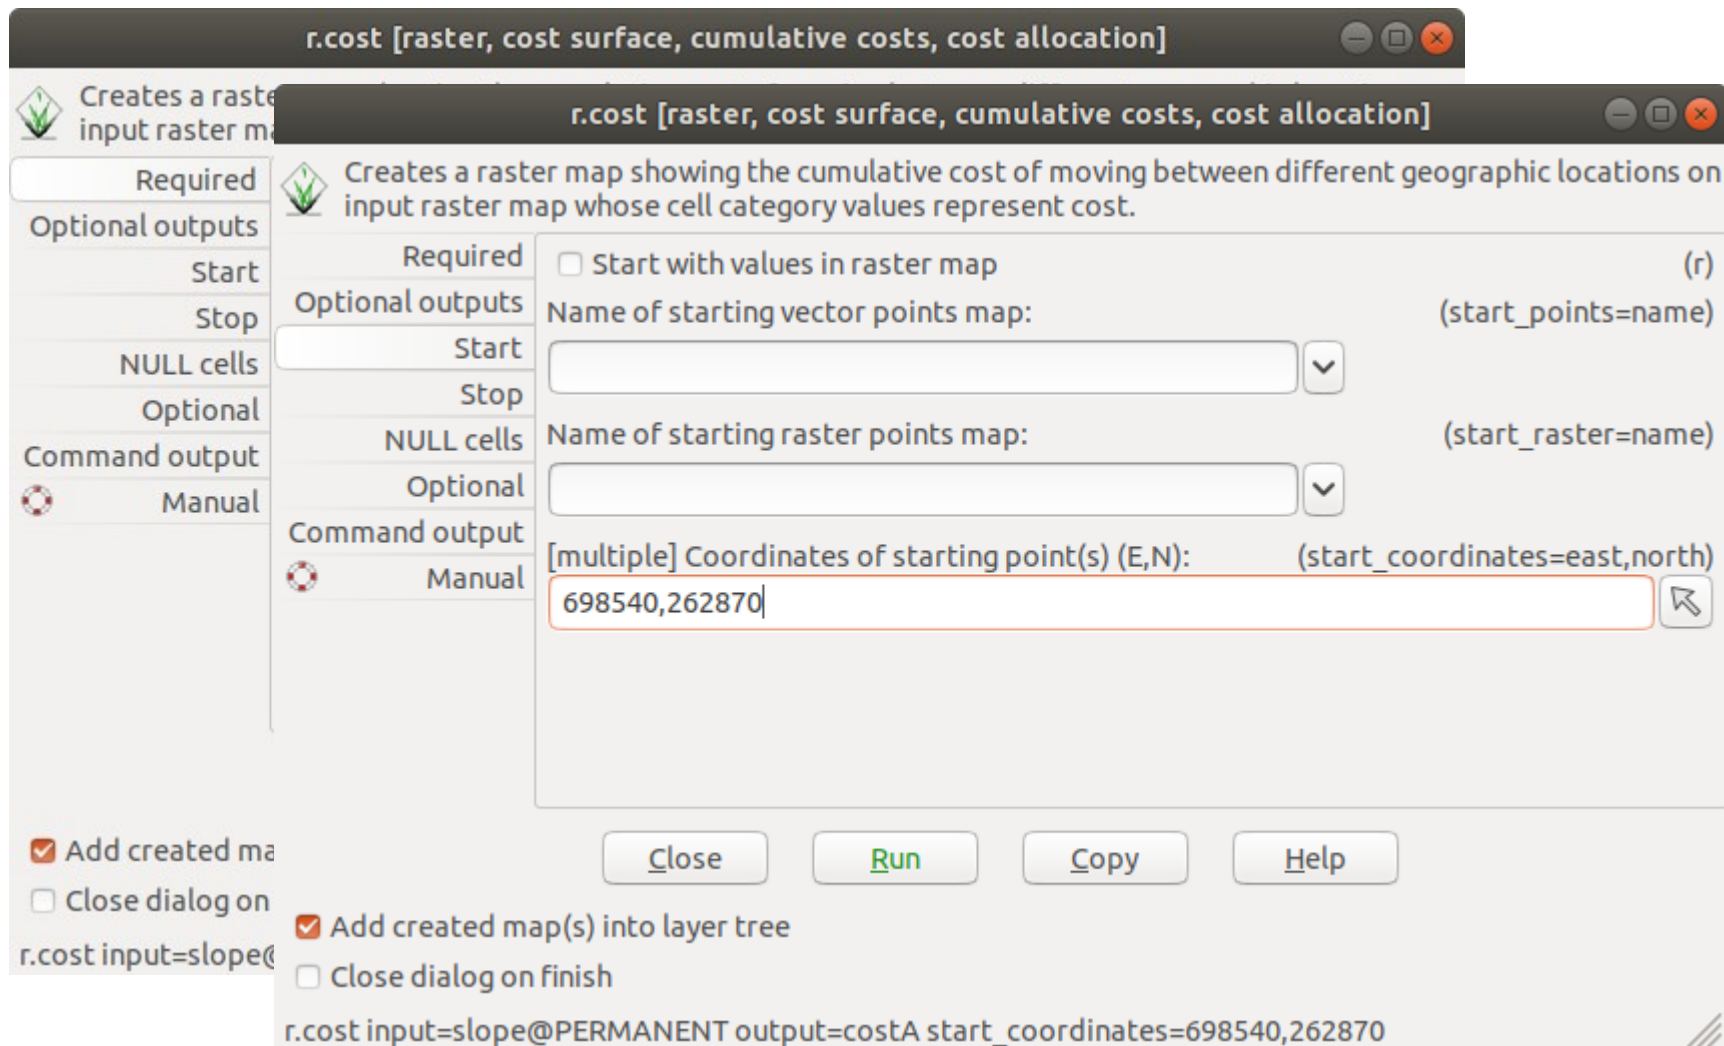 r.cost [raster, cost surface, cumulative costs, cost allocation]
Creates a raste
input raster ma
Required
Optional outputs
Start
Stop
NULL cells
Optional
Command output
Manual
Add created ma
Close dialog on
r.cost input=slope@
r.cost [raster, cost surface, cumulative costs, cost allocation]
Creates a raster map showing the cumulative cost of moving between different geographic locations on
input raster map whose cell category values represent cost.
Required
Optional outputs
Start
Stop
NULL cells
Optional
Command output
Manual
Start with values in raster map (r)
Name of starting vector points map: (start_points=name)
Name of starting raster points map: (start_raster=name)
[multiple] Coordinates of starting point(s) (E,N): (start_coordinates=east,north)
698540,262870
Close Run Copy Help
Add created map(s) into layer tree
Close dialog on finish
r.cost input=slope@PERMANENT output=costA start_coordinates=698540,262870